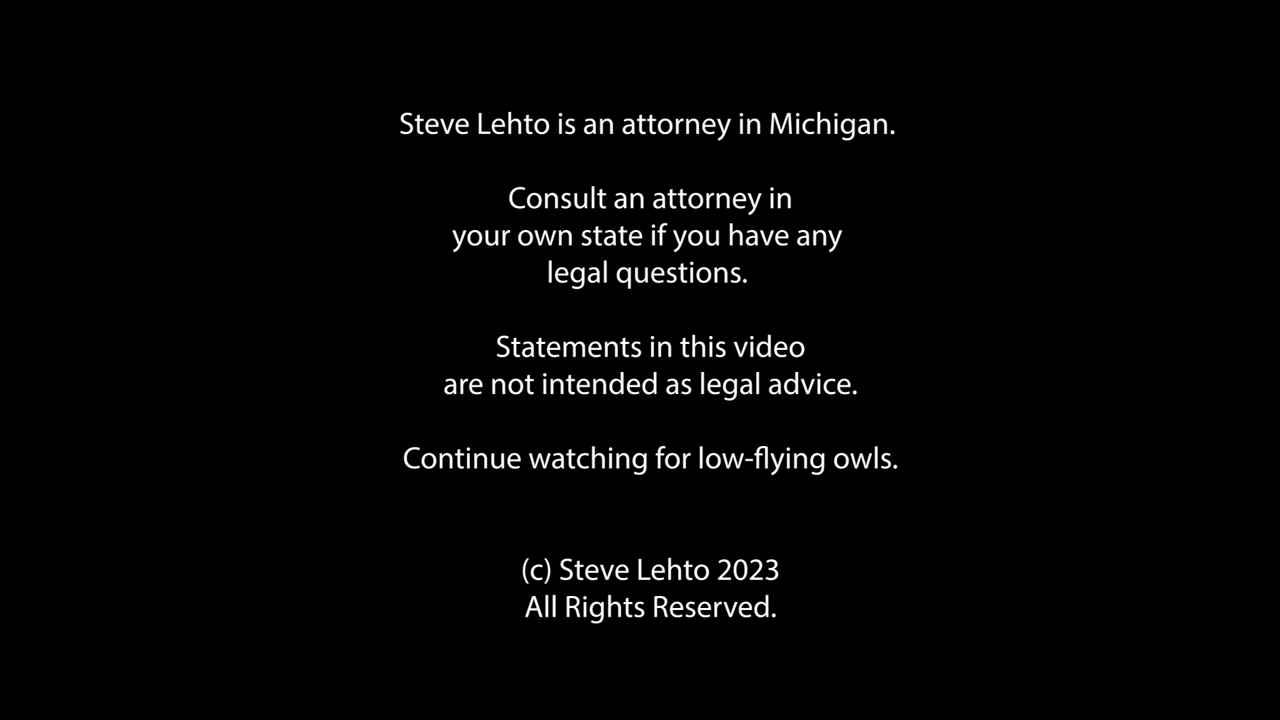 Steve Lehto is an attorney in Michigan.
Consult an attorney in
your own state if you have any
legal questions.
Statements in this video
are not intended as legal advice.
Continue watching for low-flying owls.
(c) Steve Lehto 2023
All Rights Reserved.